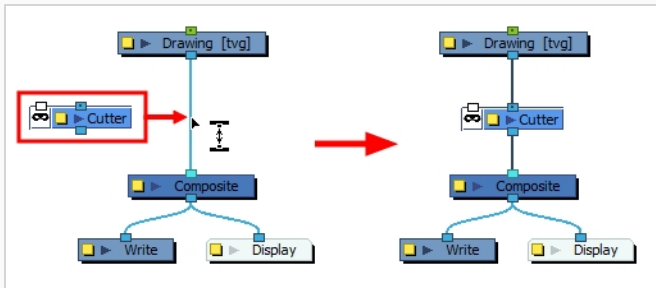 Drawing [tvg]
Cutter
Composite
Write
Display
Drawing [tvg]
Cutter
Composite
Write
Display